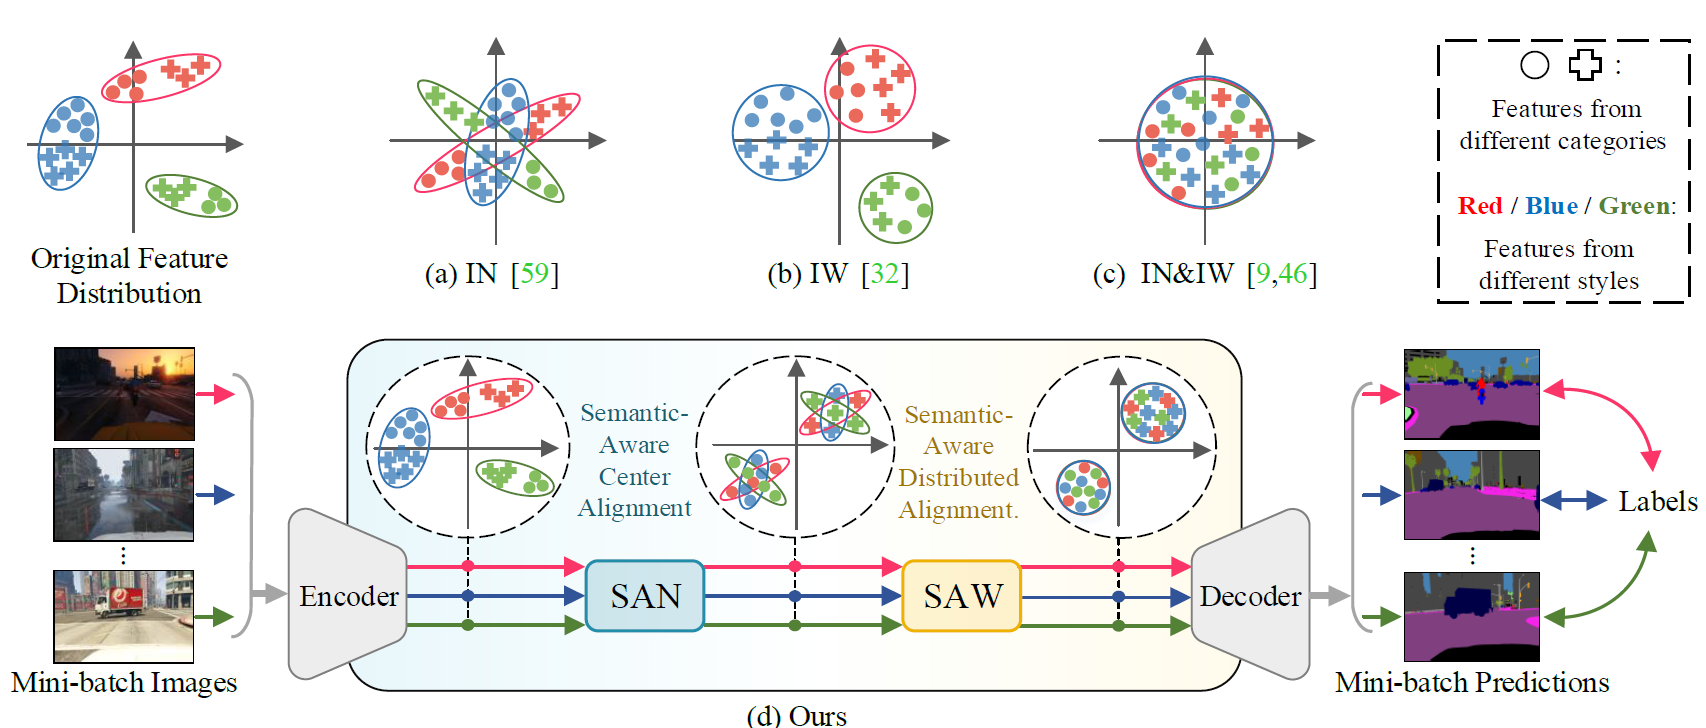 Original Feature
Distribution
(a) IN [59]
(b) IW [32]
(c) IN&IW [9,46]
:
Features from
different categories
Red / Blue / Green:
Features from
different styles
Semantic-
Aware
Center
Alignment
Semantic-
Aware
Distributed
Alignment.
Encoder
SAN
SAW
Decoder
Labels
Mini-batch Images
Mini-batch Predictions
(d) Ours